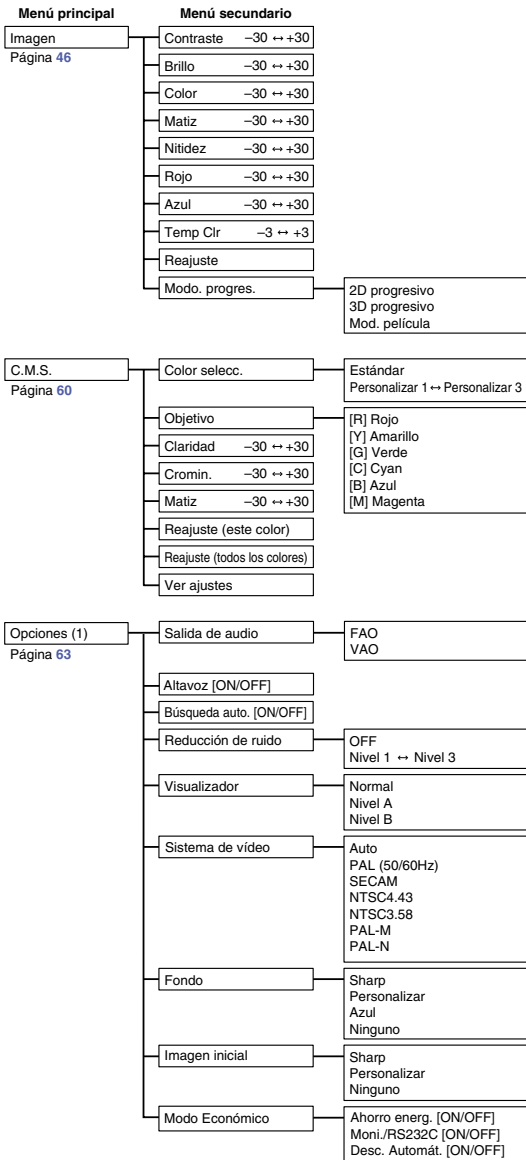 Menú principal
Menú secundario
Imagen
Página 46
Contraste –30 ↔ +30
Brillo –30 ↔ +30
Color –30 ↔ +30
Matiz –30 ↔ +30
Nitidez –30 ↔ +30
Rojo –30 ↔ +30
Azul –30 ↔ +30
Temp Clr –3 ↔ +3
Reajuste
Modo. progres.
2D progresivo
3D progresivo
Mod. película
C.M.S.
Página 60
Color selecc.
Estándar
Personalizar 1 ↔ Personalizar 3
Objetivo
[R] Rojo
[Y] Amarillo
[G] Verde
[C] Cyan
[B] Azul
[M] Magenta
Claridad –30 ↔ +30
Cromin. –30 ↔ +30
Matiz –30 ↔ +30
Reajuste (este color)
Reajuste (todos los colores)
Ver ajustes
Opciones (1)
Página 63
Salida de audio
FAO
VAO
Altavoz [ON/OFF]
Búsqueda auto. [ON/OFF]
Reducción de ruido
OFF
Nivel 1 ↔ Nivel 3
Visualizador
Normal
Nivel A
Nivel B
Sistema de vídeo
Auto
PAL (50/60Hz)
SECAM
NTSC4.43
NTSC3.58
PAL-M
PAL-N
Fondo
Sharp
Personalizar
Azul
Ninguno
Imagen inicial
Sharp
Personalizar
Ninguno
Modo Económico
Ahorro energ. [ON/OFF]
Moni./RS232C [ON/OFF]
Desc. Automát. [ON/OFF]